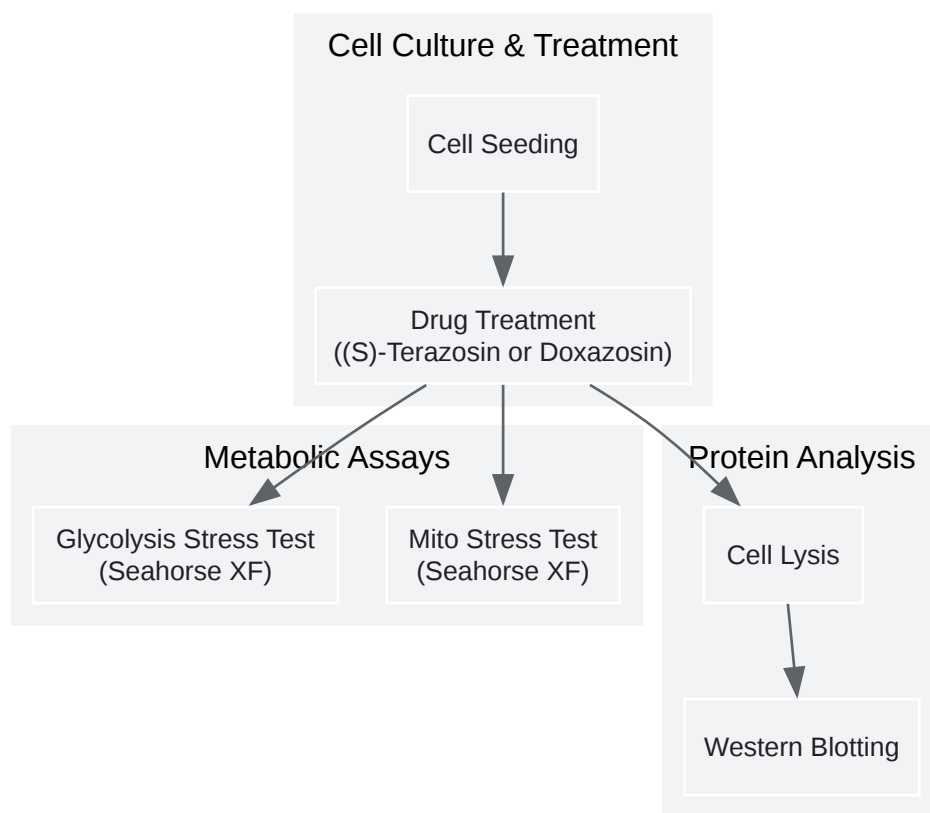 Cell Culture & Treatment
Cell Seeding
Drug Treatment
((S)-Terazosin or Doxazosin)
Metabolic Assays
Protein Analysis
Glycolysis Stress Test
(Seahorse XF)
Mito Stress Test
(Seahorse XF)
Cell Lysis
Western Blotting